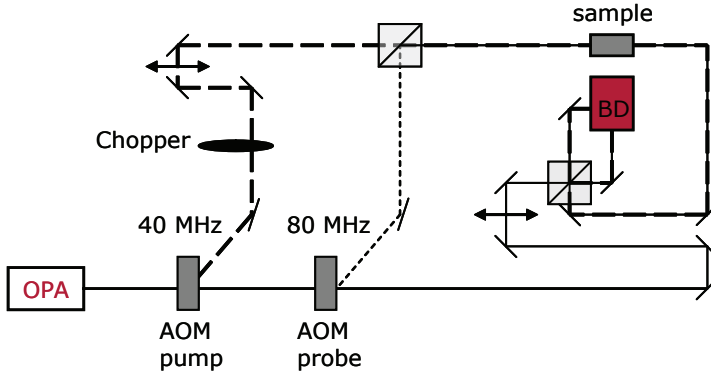 sample
BD
Chopper
40 MHz
80 MHz
OPA
AOM
pump
AOM
probe